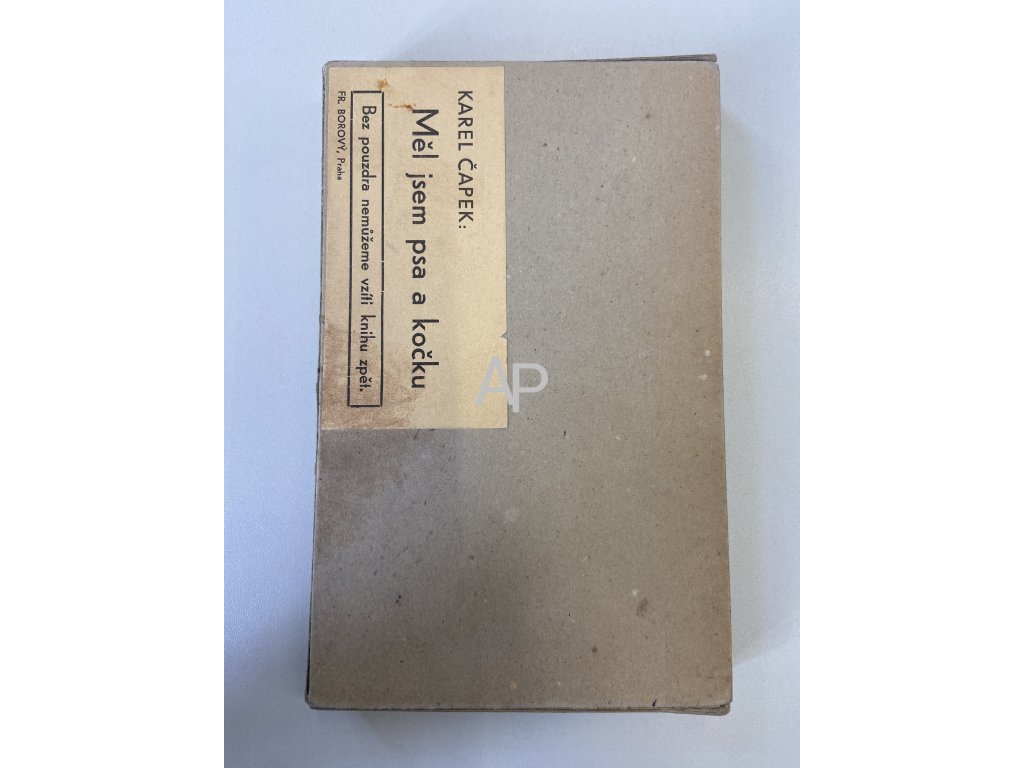 KAREL ČAPEK:
Měl jsem psa a kočku
Bez pouzdra nemůžeme vzíti knihu zpět.
FR. BOROVÝ, Praha
AP